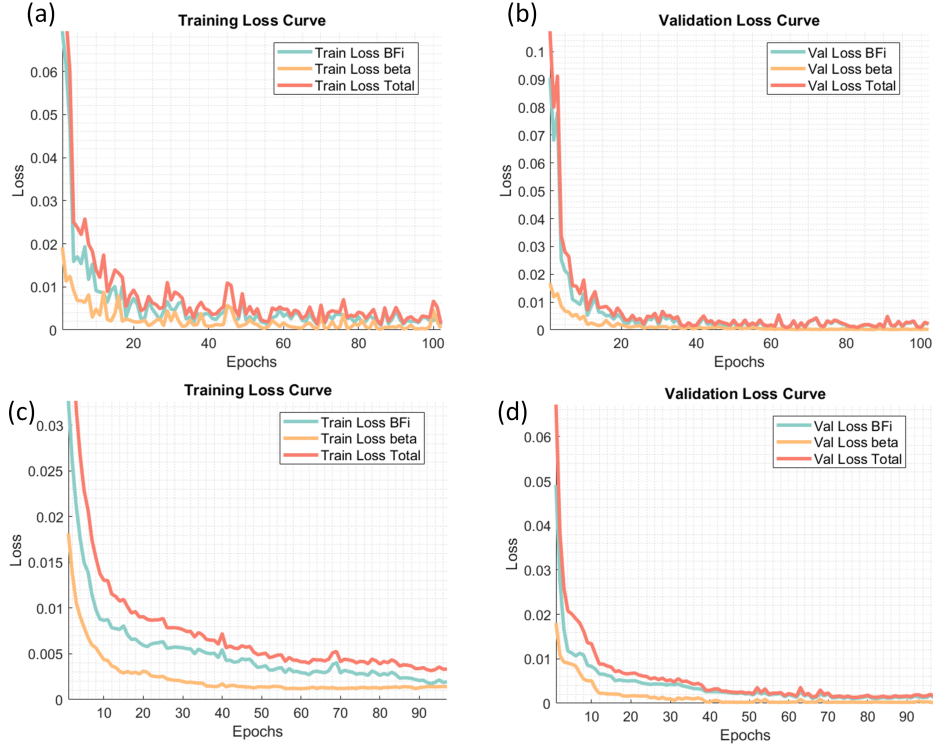 (a)
Training Loss Curve
Train Loss BFi
Train Loss beta
Train Loss Total
0.06
0.05
0.04
0.03
0.02
0.01
0
Loss
20 40 60 80 100
Epochs
(b)
Validation Loss Curve
Val Loss BFi
Val Loss beta
Val Loss Total
0.1
0.09
0.08
0.07
0.06
0.05
0.04
0.03
0.02
0.01
0
Loss
20 40 60 80 100
Epochs
(c)
Training Loss Curve
Train Loss BFi
Train Loss beta
Train Loss Total
0.03
0.025
0.02
0.015
0.01
0.005
0
Loss
10 20 30 40 50 60 70 80 90
Epochs
(d)
Validation Loss Curve
Val Loss BFi
Val Loss beta
Val Loss Total
0.06
0.05
0.04
0.03
0.02
0.01
0
Loss
10 20 30 40 50 60 70 80 90
Epochs